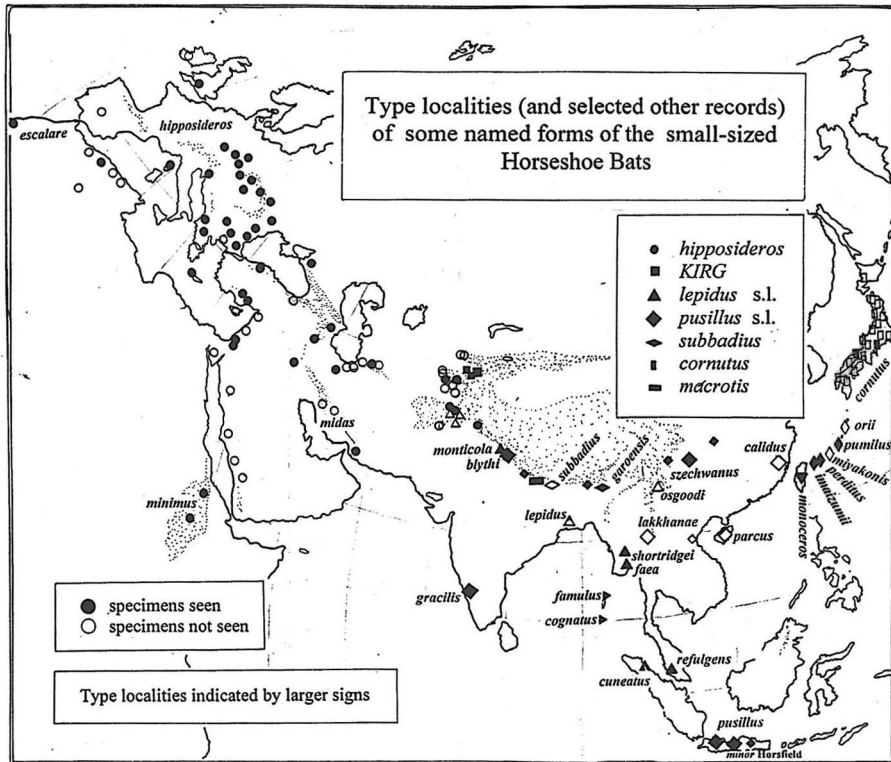 Type localities (and selected other records)
of some named forms of the small-sized
Horseshoe Bats
hipposideros
KIRG
lepidus s.l.
pusillus s.l.
subbadius
cornutus
macrotis
escalare
hipposideros
midas
minimus
monticola
blythi
subbadius
garoensis
szechwanus
calidus
osgoodi
lepidus
lakkhanae
parcus
shortridgei
faea
gracilis
famulus
cognatus
cuneatus
refulgens
pusillus
minor Horsfield
cornutus
orii
pumilus
miyakonis
perditus
imaizumii
monoceros
specimens seen
specimens not seen
Type localities indicated by larger signs